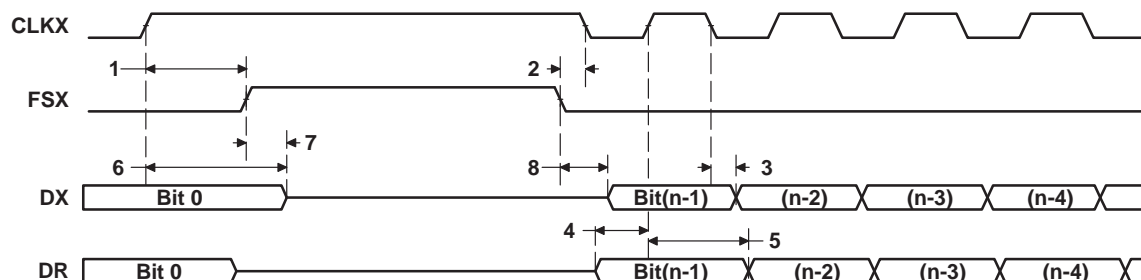 CLKX
1 2
FSX
7
6 8 3
DX Bit 0 Bit(n-1) (n-2) (n-3) (n-4)
4 5
DR Bit 0 Bit(n-1) (n-2) (n-3) (n-4)